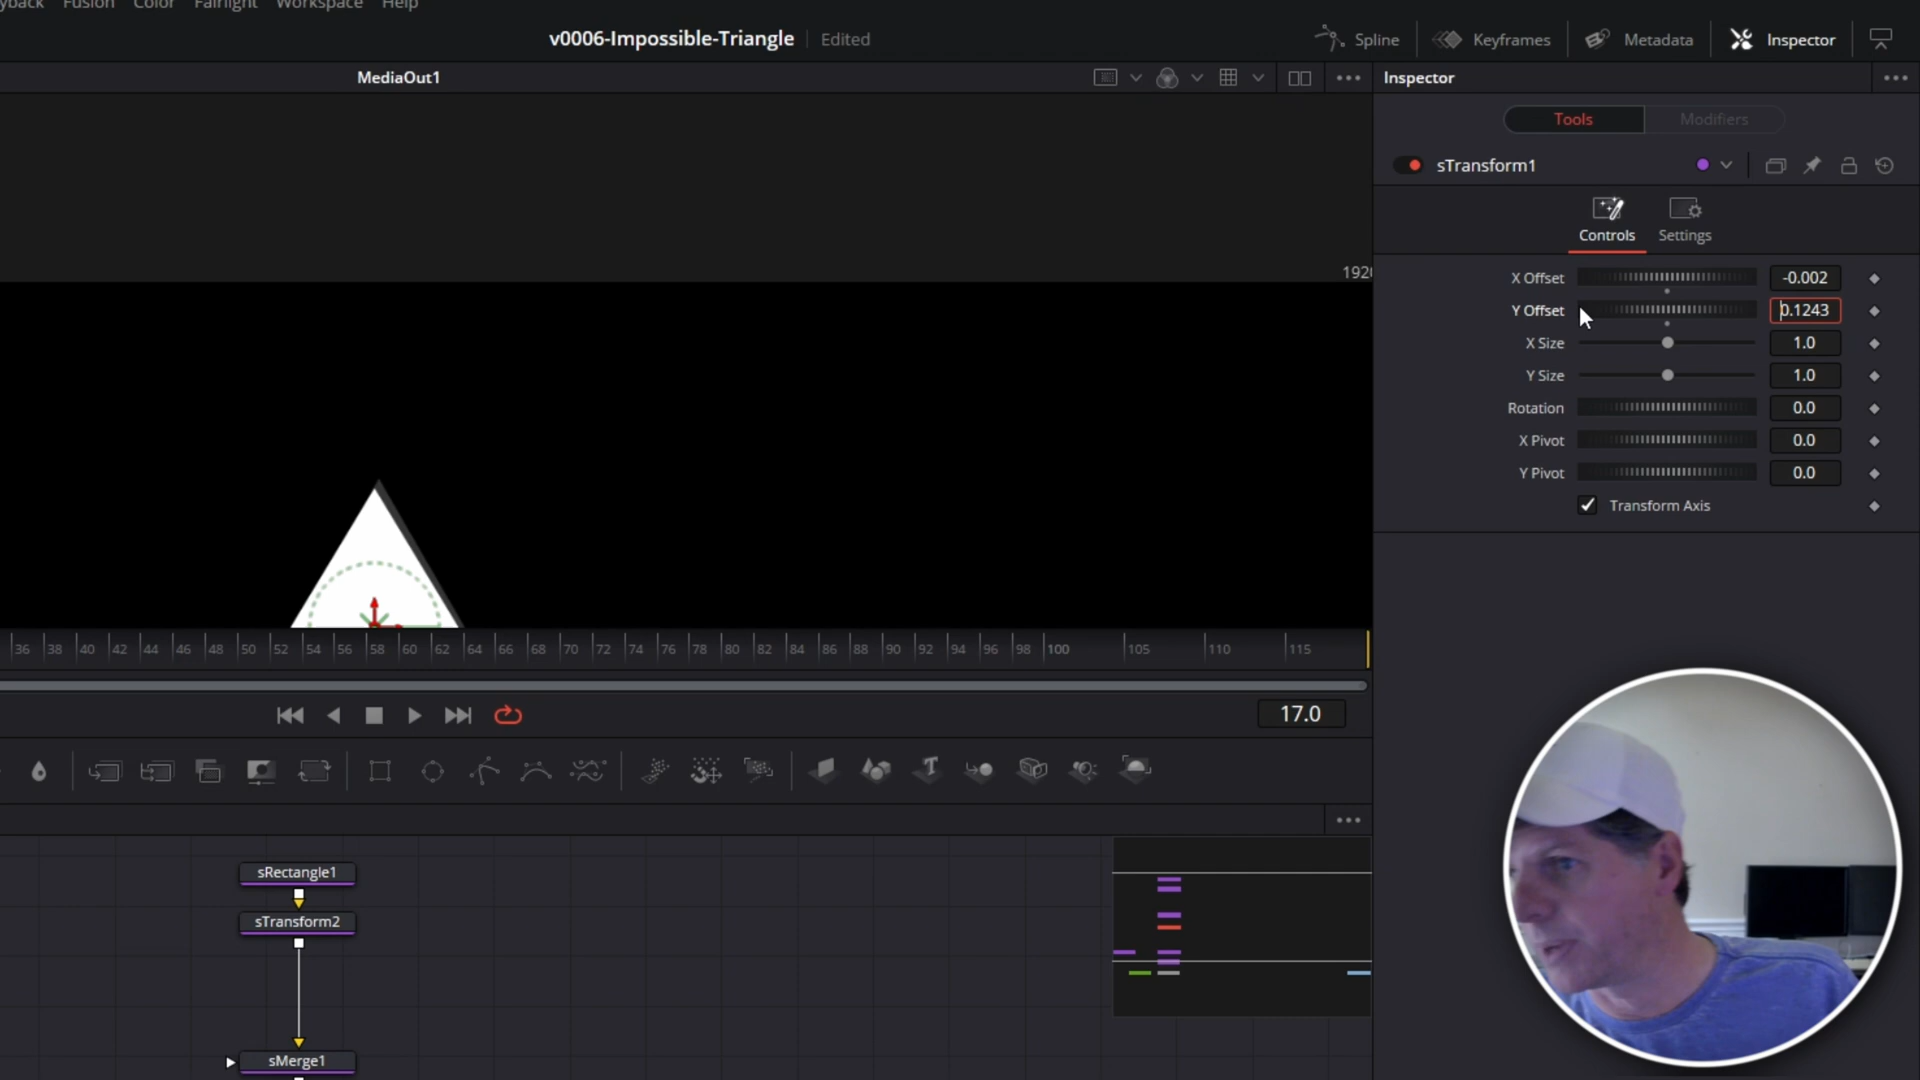 yback Fusion Color Fairlight Workspace Help
v0006-Impossible-Triangle Edited
Spline Keyframes Metadata Inspector
MediaOut1
Inspector
Tools Modifiers
sTransform1
Controls Settings
1920
X Offset -0.002
Y Offset 0.1243
X Size 1.0
Y Size 1.0
Rotation 0.0
X Pivot 0.0
Y Pivot 0.0
Transform Axis
36 38 40 42 44 46 48 50 52 54 56 58 60 62 64 66 68 70 72 74 76 78 80 82 84 86 88 90 92 94 96 98 100 105 110 115
17.0
sRectangle1
sTransform2
sMerge1